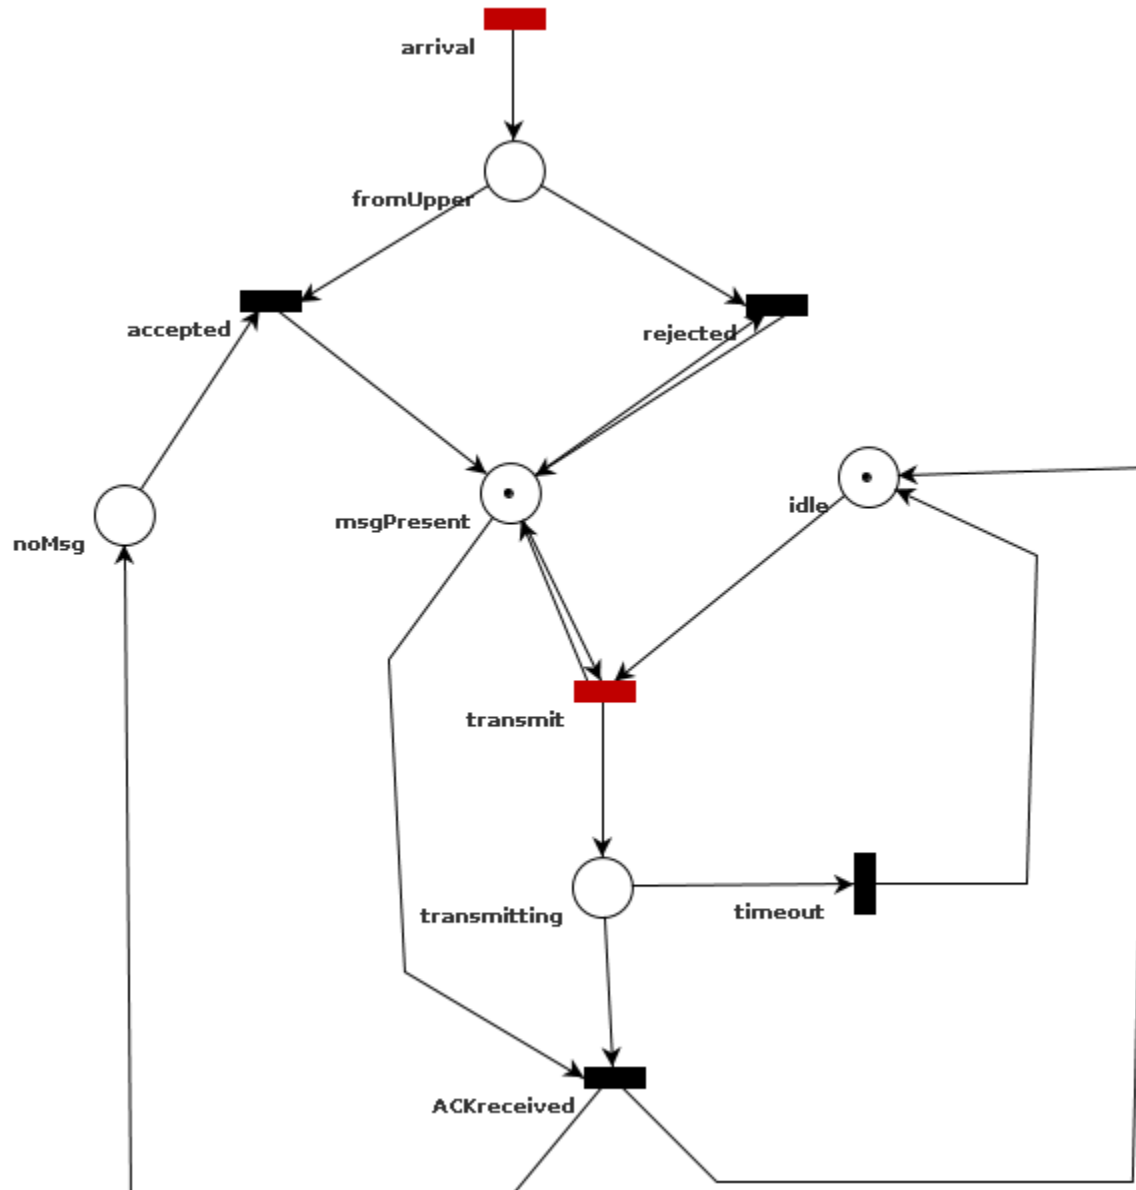 arrival
fromUpper
accepted
rejected
msgPresent
idle
noMsg
transmit
transmitting
timeout
ACKreceived